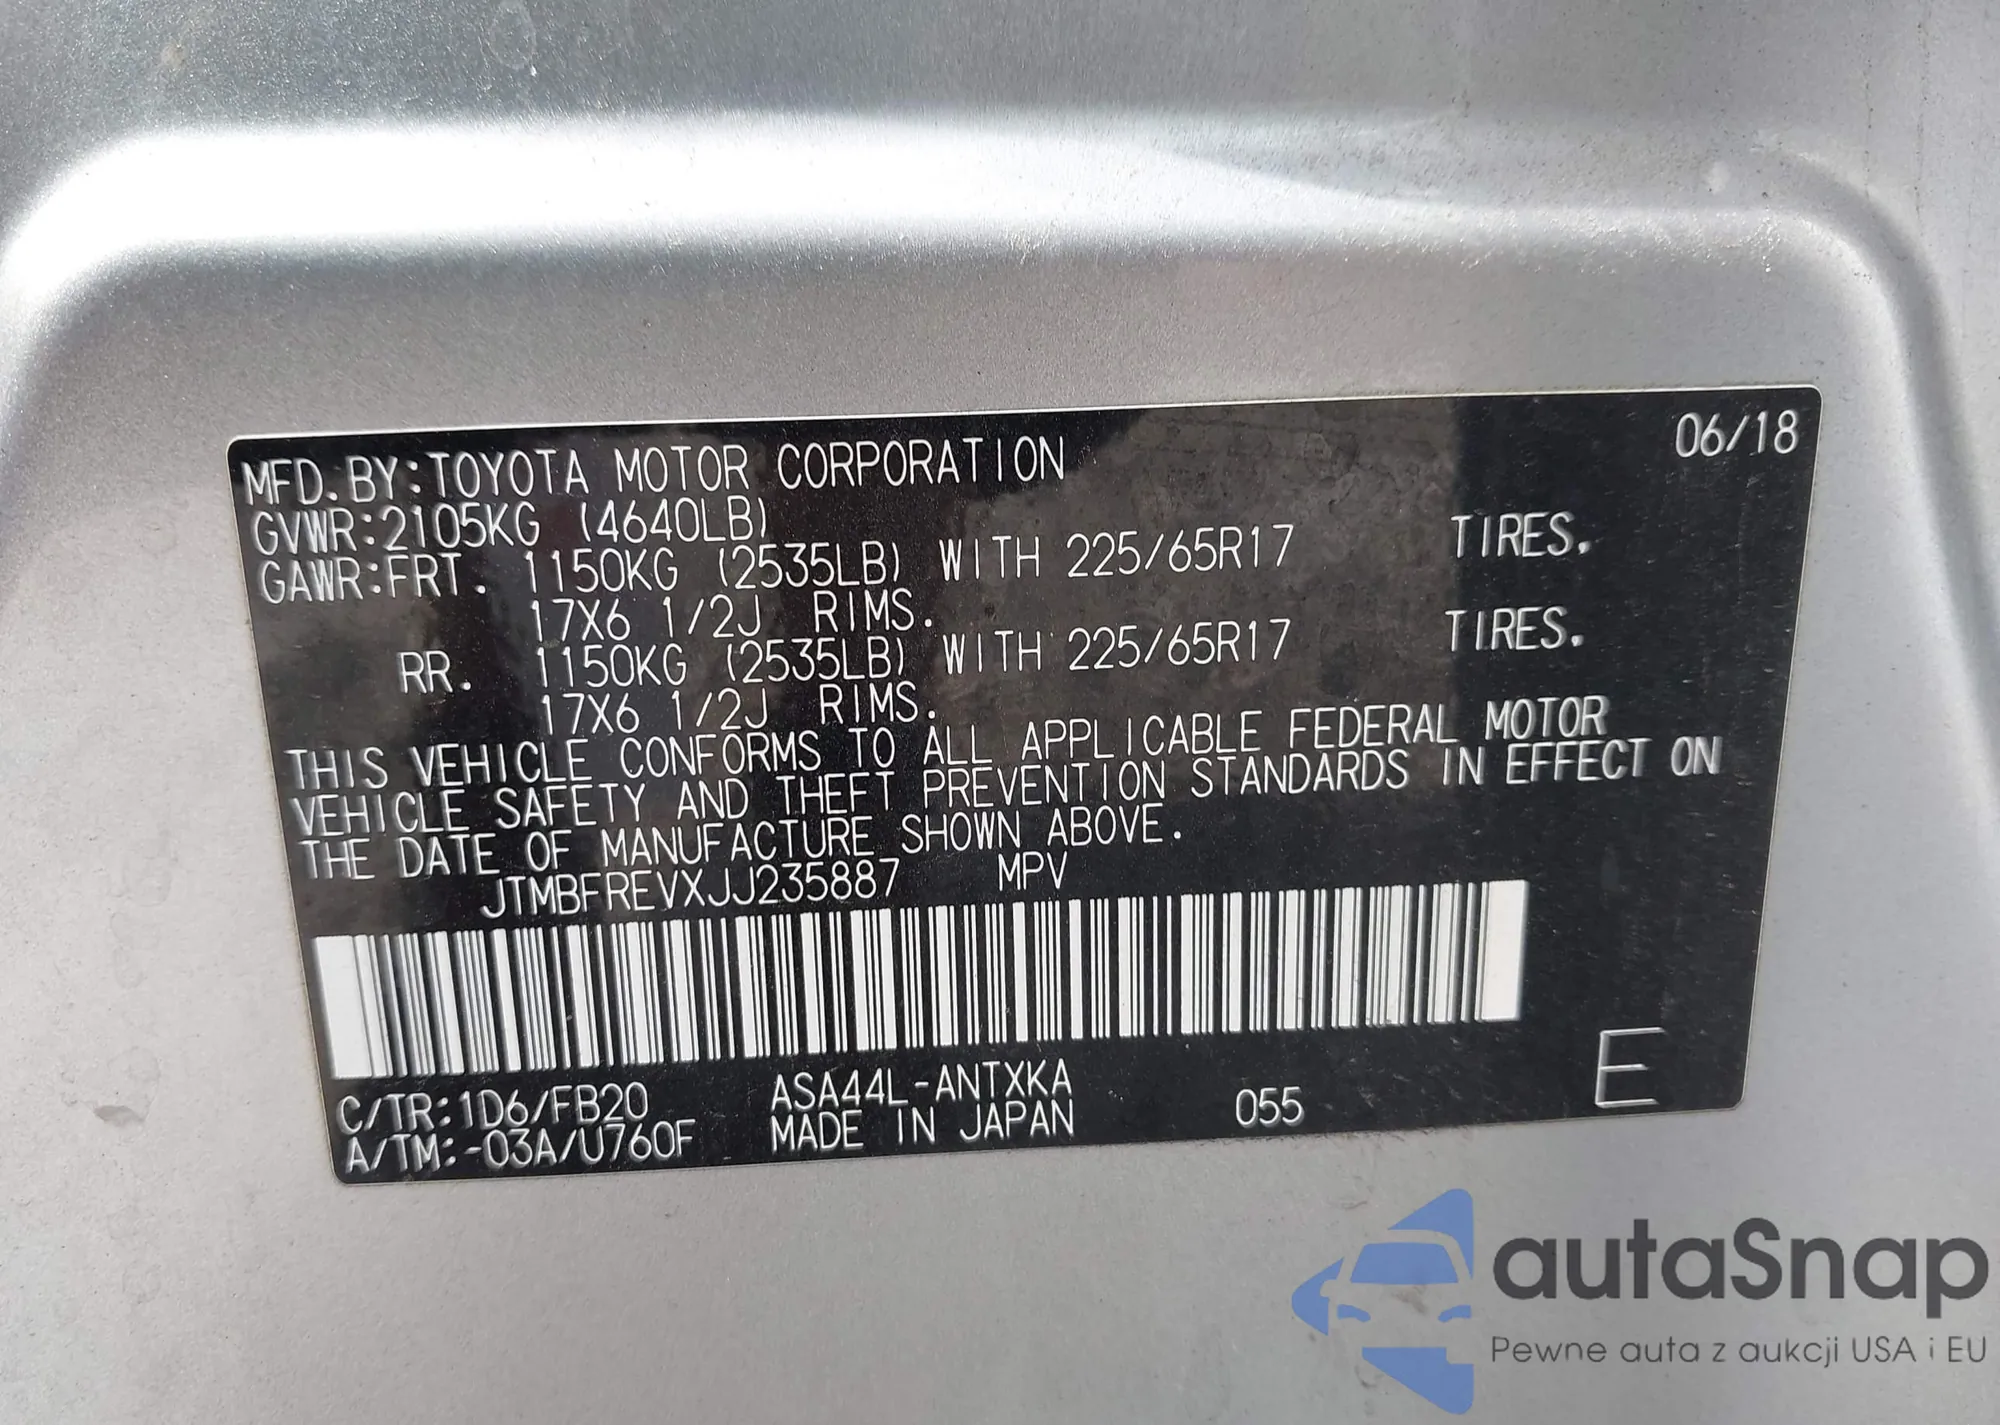 06/18
MFD. BY:TOYOTA MOTOR CORPORATION
GVWR:2105KG (4640LB)
GAWR:FRT. 1150KG (2535LB) WITH 225/65R17 TIRES.
17X6 1/2J RIMS.
RR. 1150KG (2535LB) WITH 225/65R17 TIRES.
17X6 1/2J RIMS.
THIS VEHICLE CONFORMS TO ALL APPLICABLE FEDERAL MOTOR
VEHICLE SAFETY AND THEFT PREVENTION STANDARDS IN EFFECT ON
THE DATE OF MANUFACTURE SHOWN ABOVE.
JTMBFREVXJJ235887 MPV
C/TR:1D6/FB20 ASA44L-ANTXKA
A/TM:-03A/U760F MADE IN JAPAN 055 E
autaSnap
Pewne auta z aukcji USA i EU